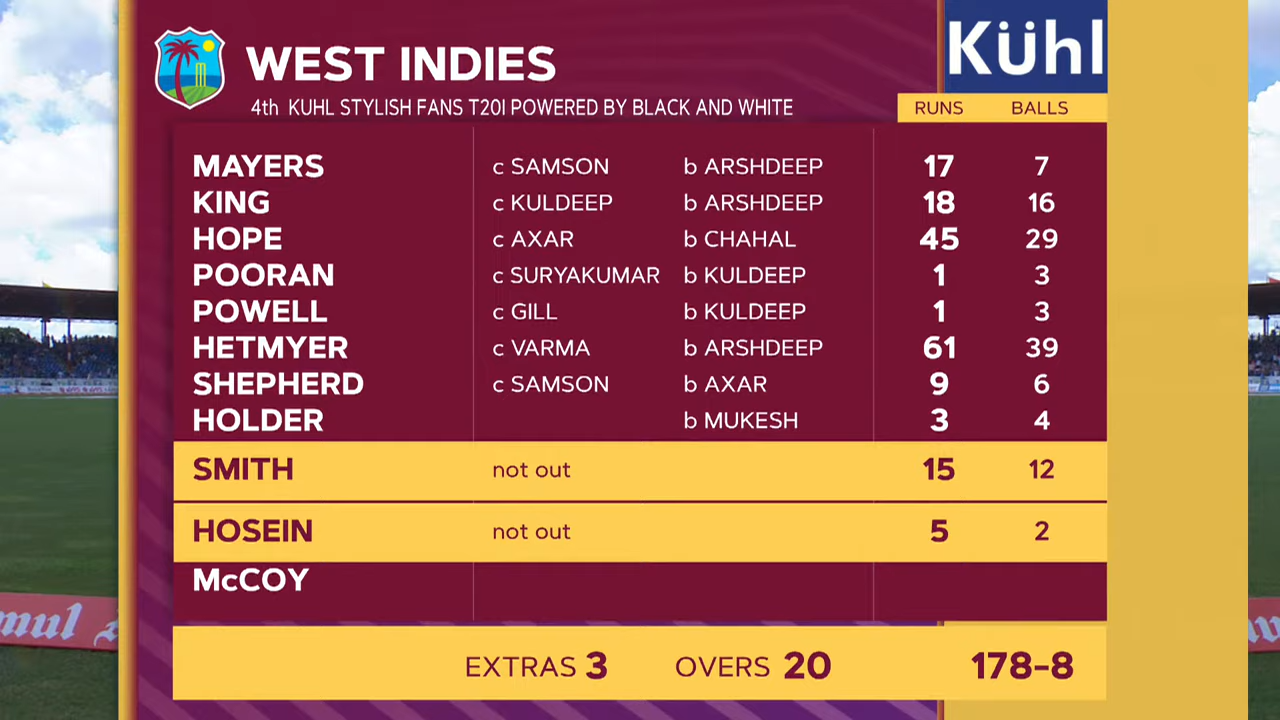 WEST INDIES
Kühl
4th KUHL STYLISH FANS T20I POWERED BY BLACK AND WHITE
RUNS BALLS
MAYERS c SAMSON b ARSHDEEP 17 7
KING c KULDEEP b ARSHDEEP 18 16
HOPE c AXAR b CHAHAL 45 29
POORAN c SURYAKUMAR b KULDEEP 1 3
POWELL c GILL b KULDEEP 1 3
HETMYER c VARMA b ARSHDEEP 61 39
SHEPHERD c SAMSON b AXAR 9 6
HOLDER b MUKESH 3 4
SMITH not out 15 12
HOSEIN not out 5 2
McCOY
EXTRAS 3 OVERS 20 178-8